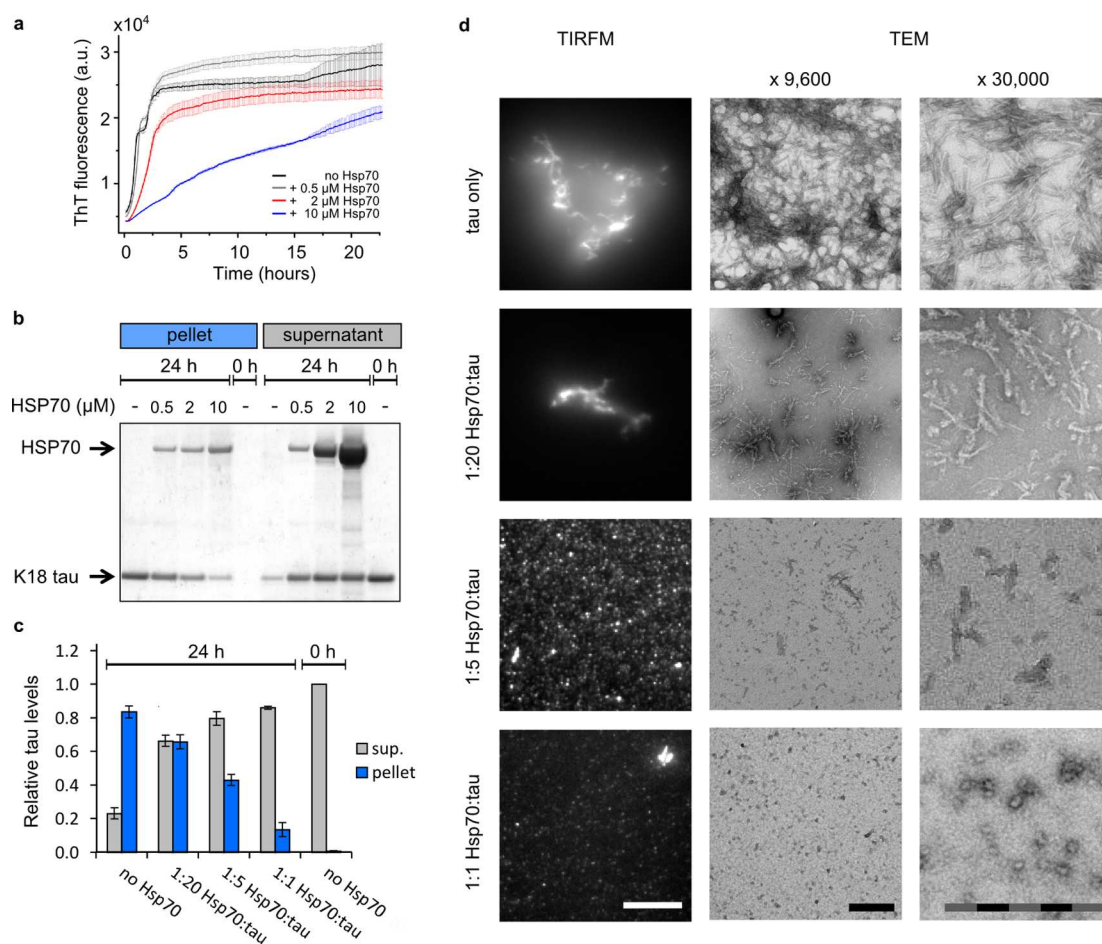 a
x10⁴
ThT fluorescence (a.u.)
3
2
1
0 5 10 15 20
Time (hours)
no Hsp70
+ 0.5 µM Hsp70
+ 2 µM Hsp70
+ 10 µM Hsp70
b
pellet supernatant
24 h 0 h 24 h 0 h
HSP70 (µM) - 0.5 2 10 - - 0.5 2 10 -
HSP70
K18 tau
c
24 h 0 h
Relative tau levels
1.2
1.0
0.8
0.6
0.4
0.2
0.0
sup.
pellet
no Hsp70
1:20 Hsp70:tau
1:5 Hsp70:tau
1:1 Hsp70:tau
no Hsp70
d
TIRFM TEM
x 9,600 x 30,000
tau only
1:20 Hsp70:tau
1:5 Hsp70:tau
1:1 Hsp70:tau